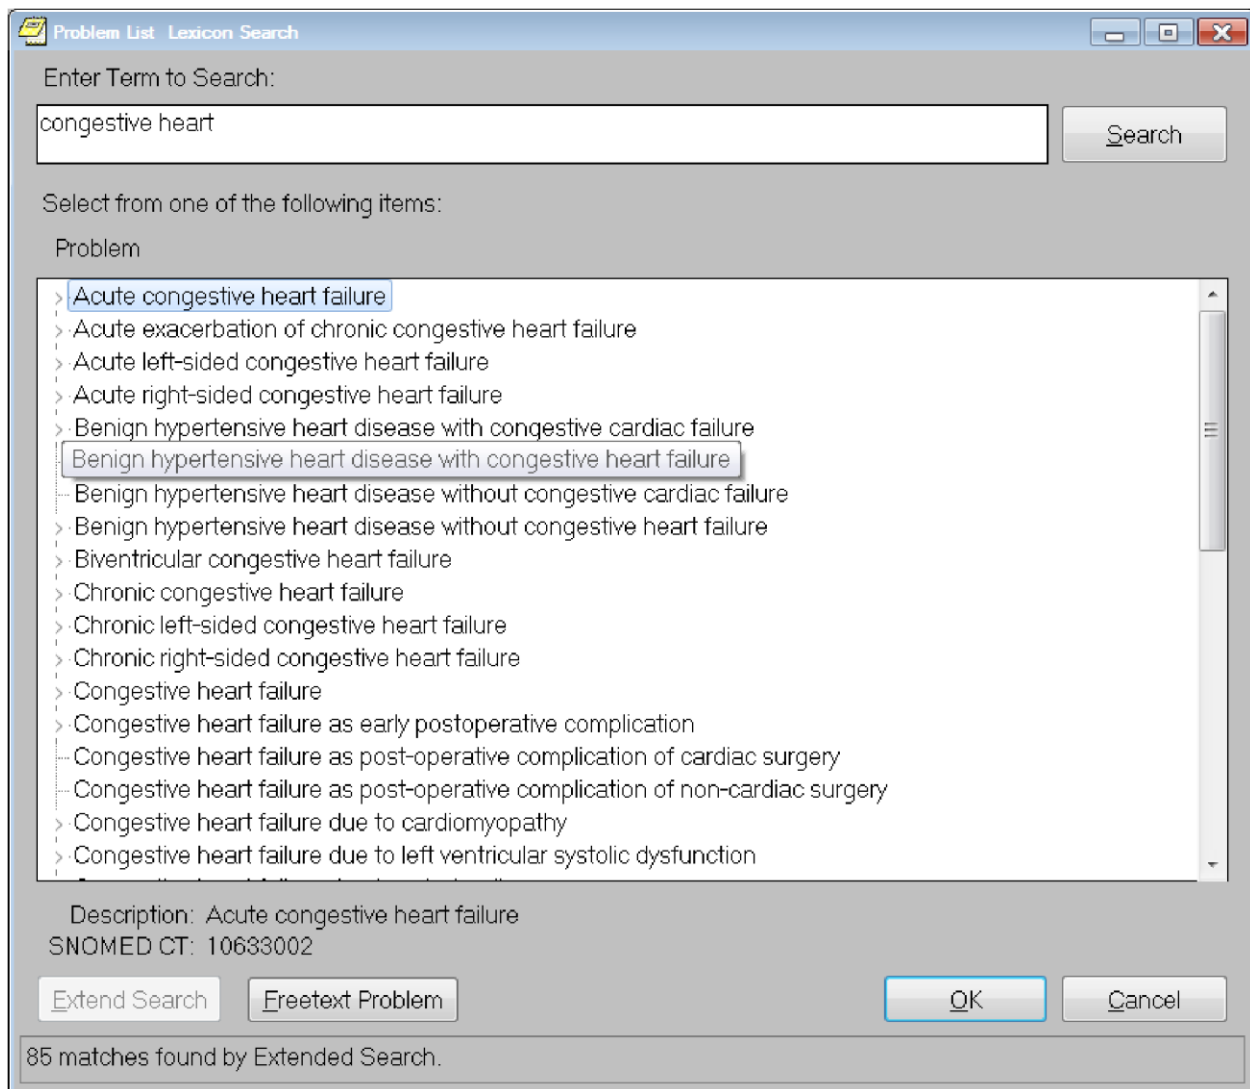 Problem List Lexicon Search
Enter Term to Search:
congestive heart
Search
Select from one of the following items:
Problem
Acute congestive heart failure
Acute exacerbation of chronic congestive heart failure
Acute left-sided congestive heart failure
Acute right-sided congestive heart failure
Benign hypertensive heart disease with congestive cardiac failure
Benign hypertensive heart disease with congestive heart failure
Benign hypertensive heart disease without congestive cardiac failure
Benign hypertensive heart disease without congestive heart failure
Biventricular congestive heart failure
Chronic congestive heart failure
Chronic left-sided congestive heart failure
Chronic right-sided congestive heart failure
Congestive heart failure
Congestive heart failure as early postoperative complication
Congestive heart failure as post-operative complication of cardiac surgery
Congestive heart failure as post-operative complication of non-cardiac surgery
Congestive heart failure due to cardiomyopathy
Congestive heart failure due to left ventricular systolic dysfunction
Description: Acute congestive heart failure
SNOMED CT: 10633002
Extend Search
Freetext Problem
OK
Cancel
85 matches found by Extended Search.